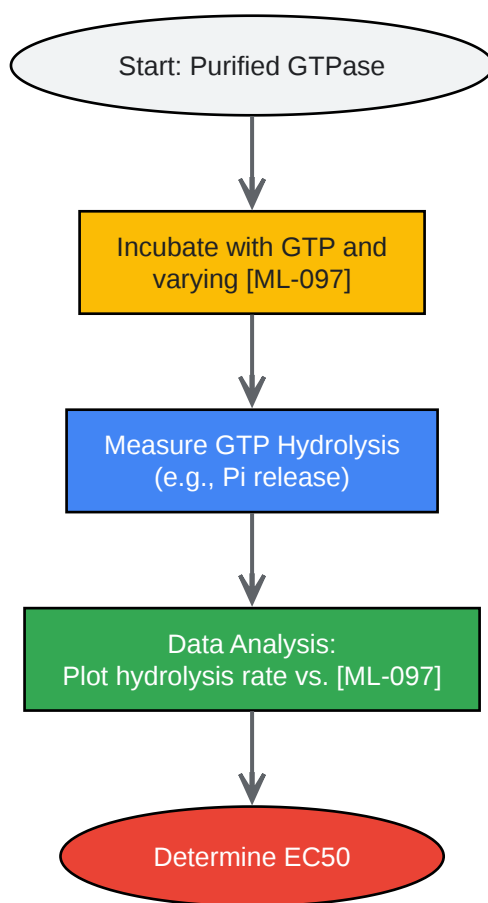 Start: Purified GTPase
Incubate with GTP and
varying [ML-097]
Measure GTP Hydrolysis
(e.g., Pi release)
Data Analysis:
Plot hydrolysis rate vs. [ML-097]
Determine EC50